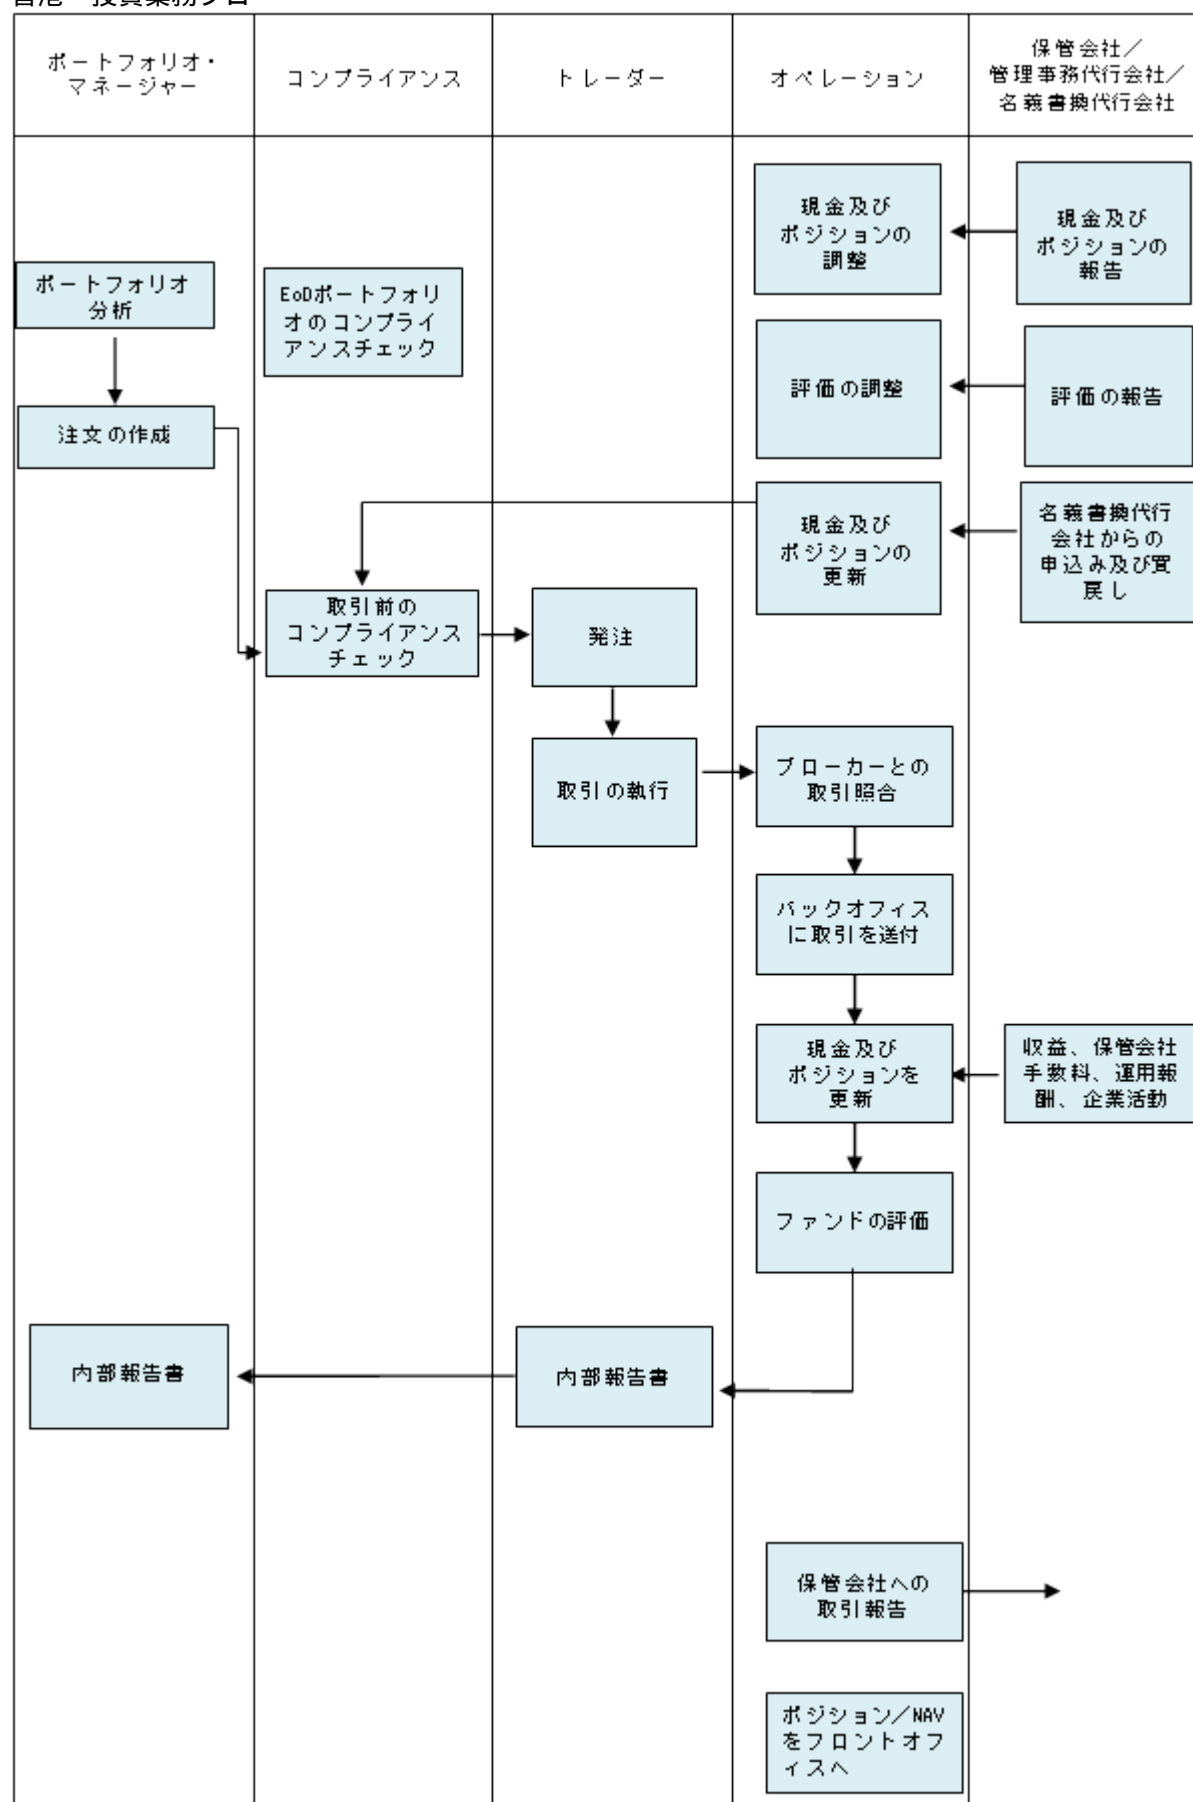 香港 投資業務フロー
ポートフォリオ・
マネージャー
コンプライアンス
トレーダー
オペレーション
保管会社／
管理事務代行会社／
名義書換代行会社
現金及び
ポジションの
調整
現金及び
ポジションの
報告
ポートフォリオ
分析
EoDポートフォリ
オのコンプライ
アンスチェック
評価の調整
評価の報告
注文の作成
現金及び
ポジションの
更新
名義書換代行
会社からの
申込み及び買
戻し
取引前の
コンプライアンス
チェック
発注
取引の執行
ブローカーとの
取引照合
バックオフィス
に取引を送付
現金及び
ポジションを
更新
収益、保管会社
手数料、運用報
酬、企業活動
ファンドの評価
内部報告書
内部報告書
保管会社への
取引報告
ポジション／NAV
をフロントオフ
ィスへ